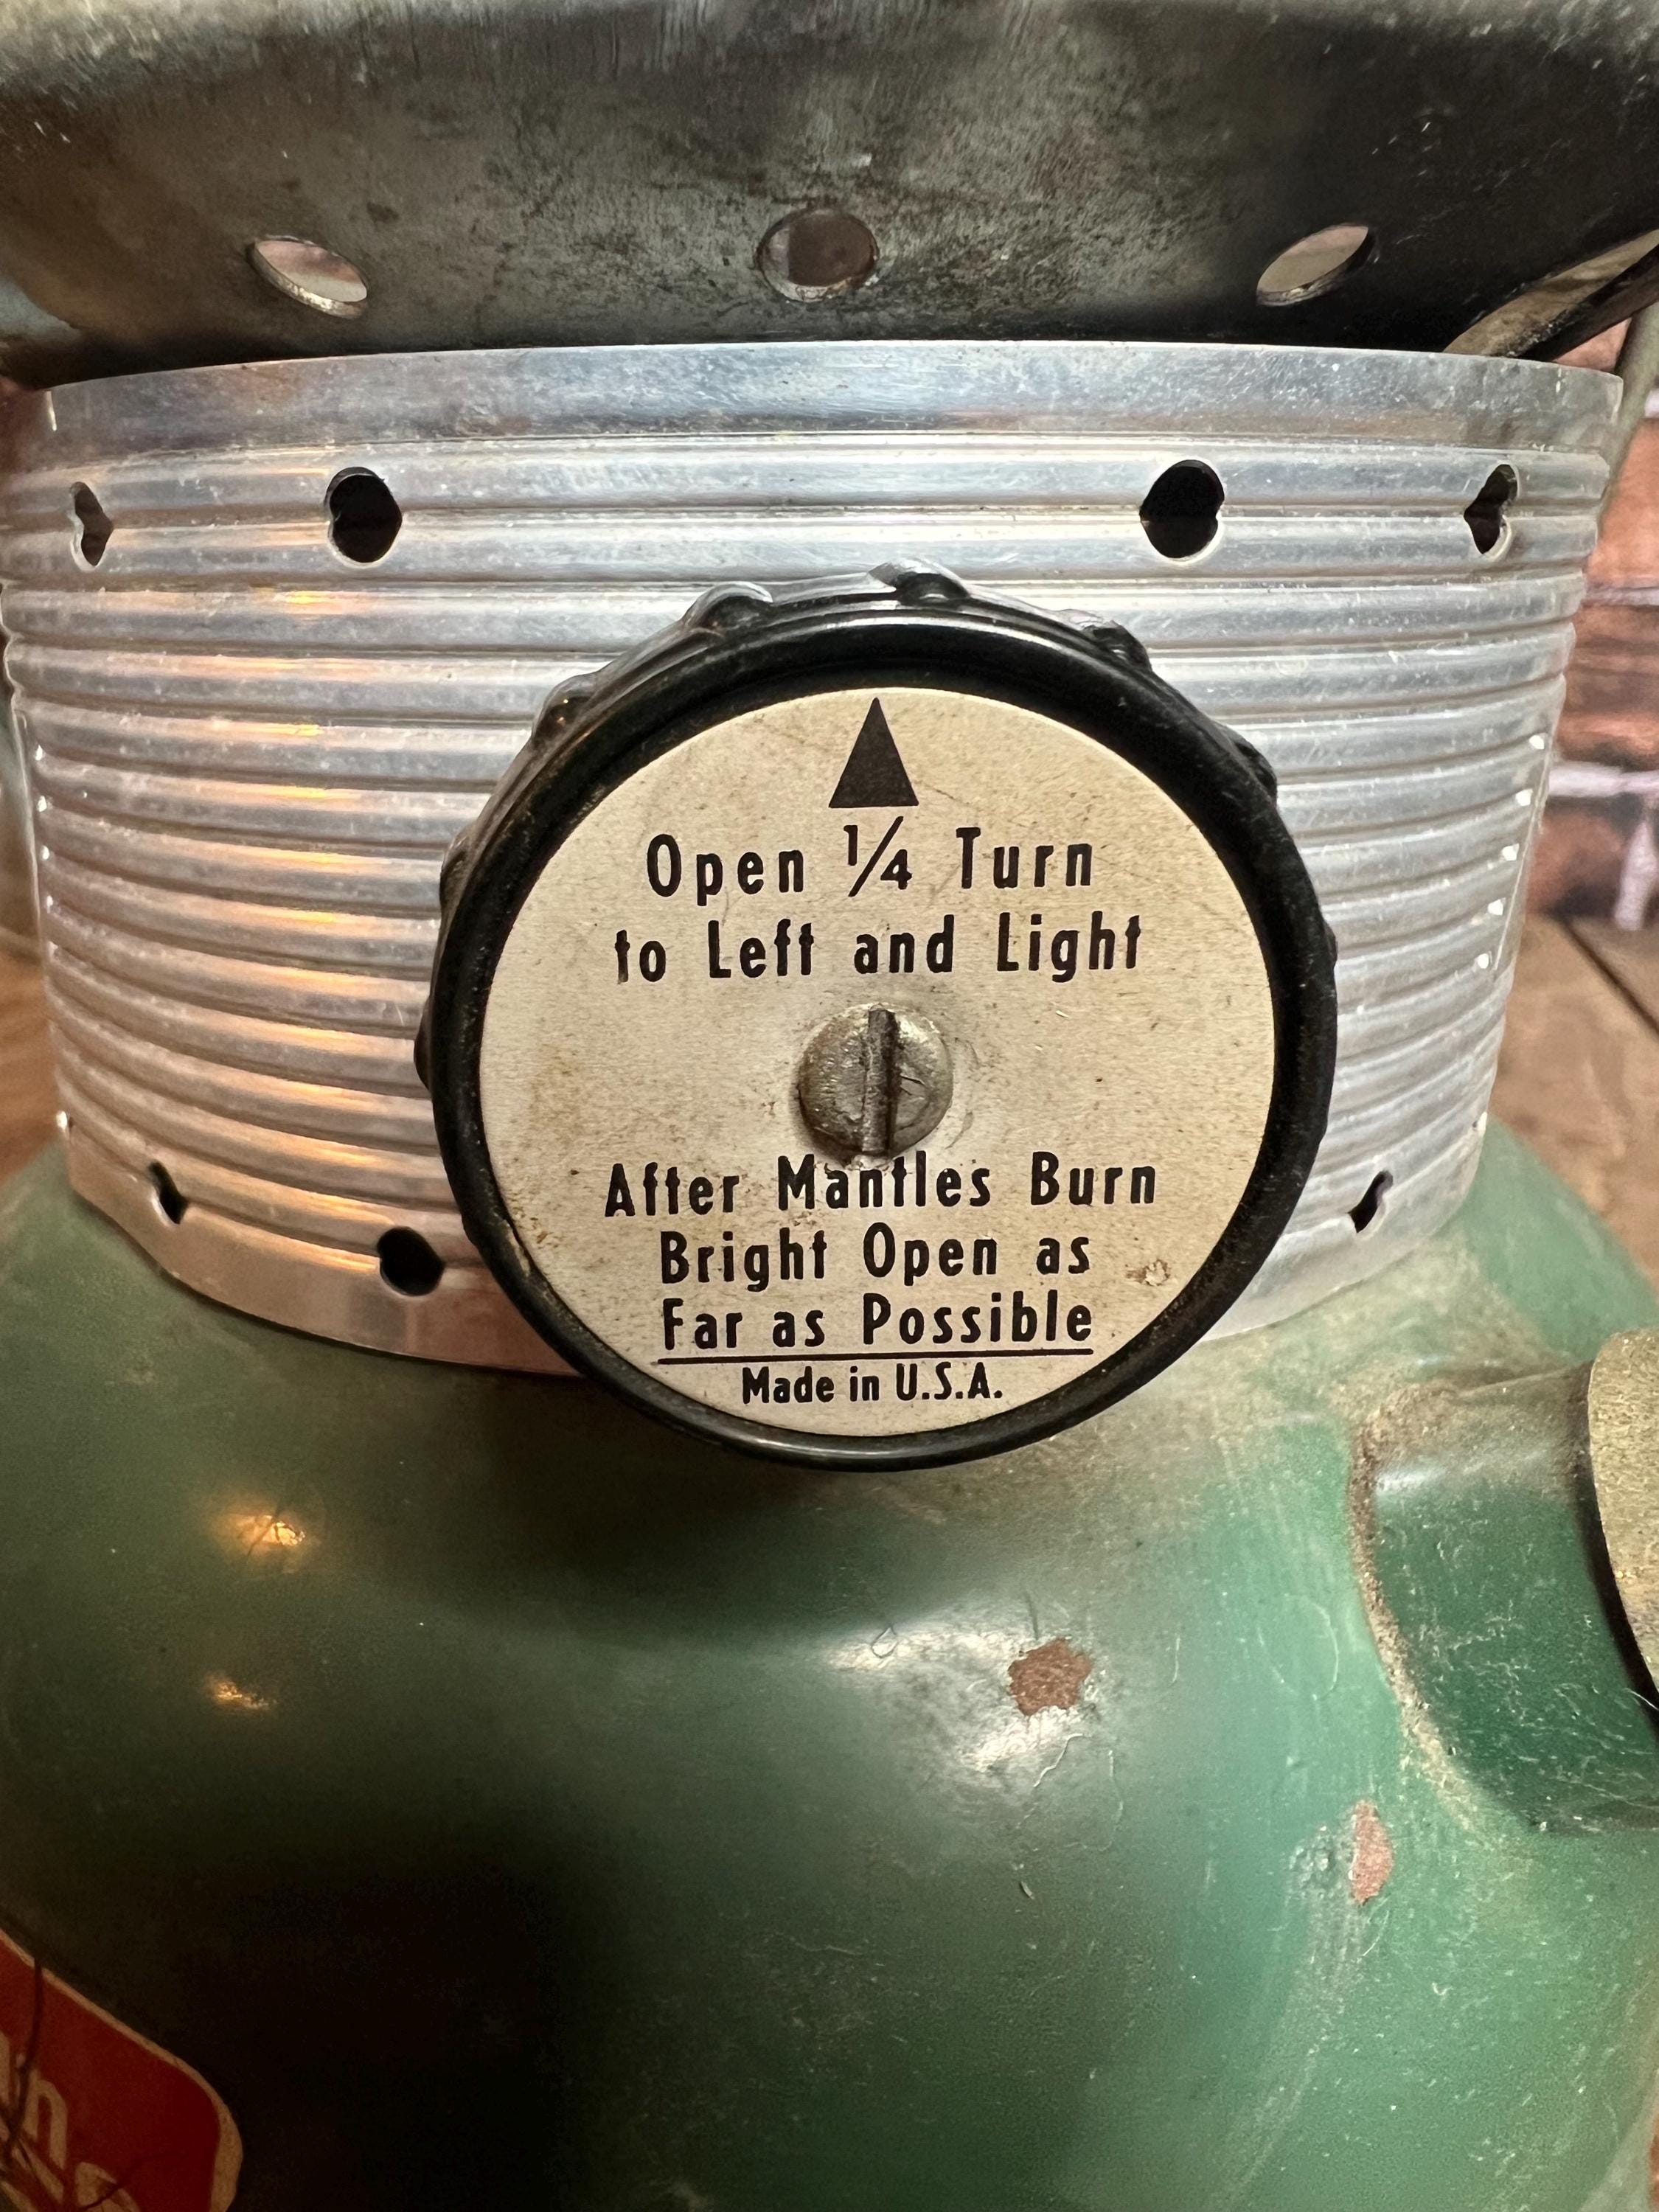 Open 1/4 Turn
to Left and Light
After Mantles Burn
Bright Open as
Far as Possible
Made in U.S.A.